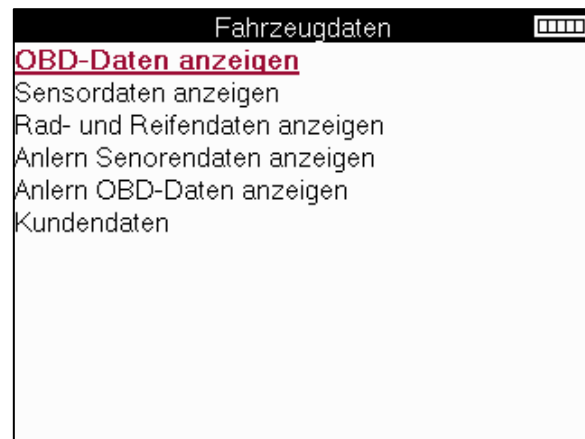 Fahrzeugdaten
OBD-Daten anzeigen
Sensordaten anzeigen
Rad- und Reifendaten anzeigen
Anlern Senorendaten anzeigen
Anlern OBD-Daten anzeigen
Kundendaten